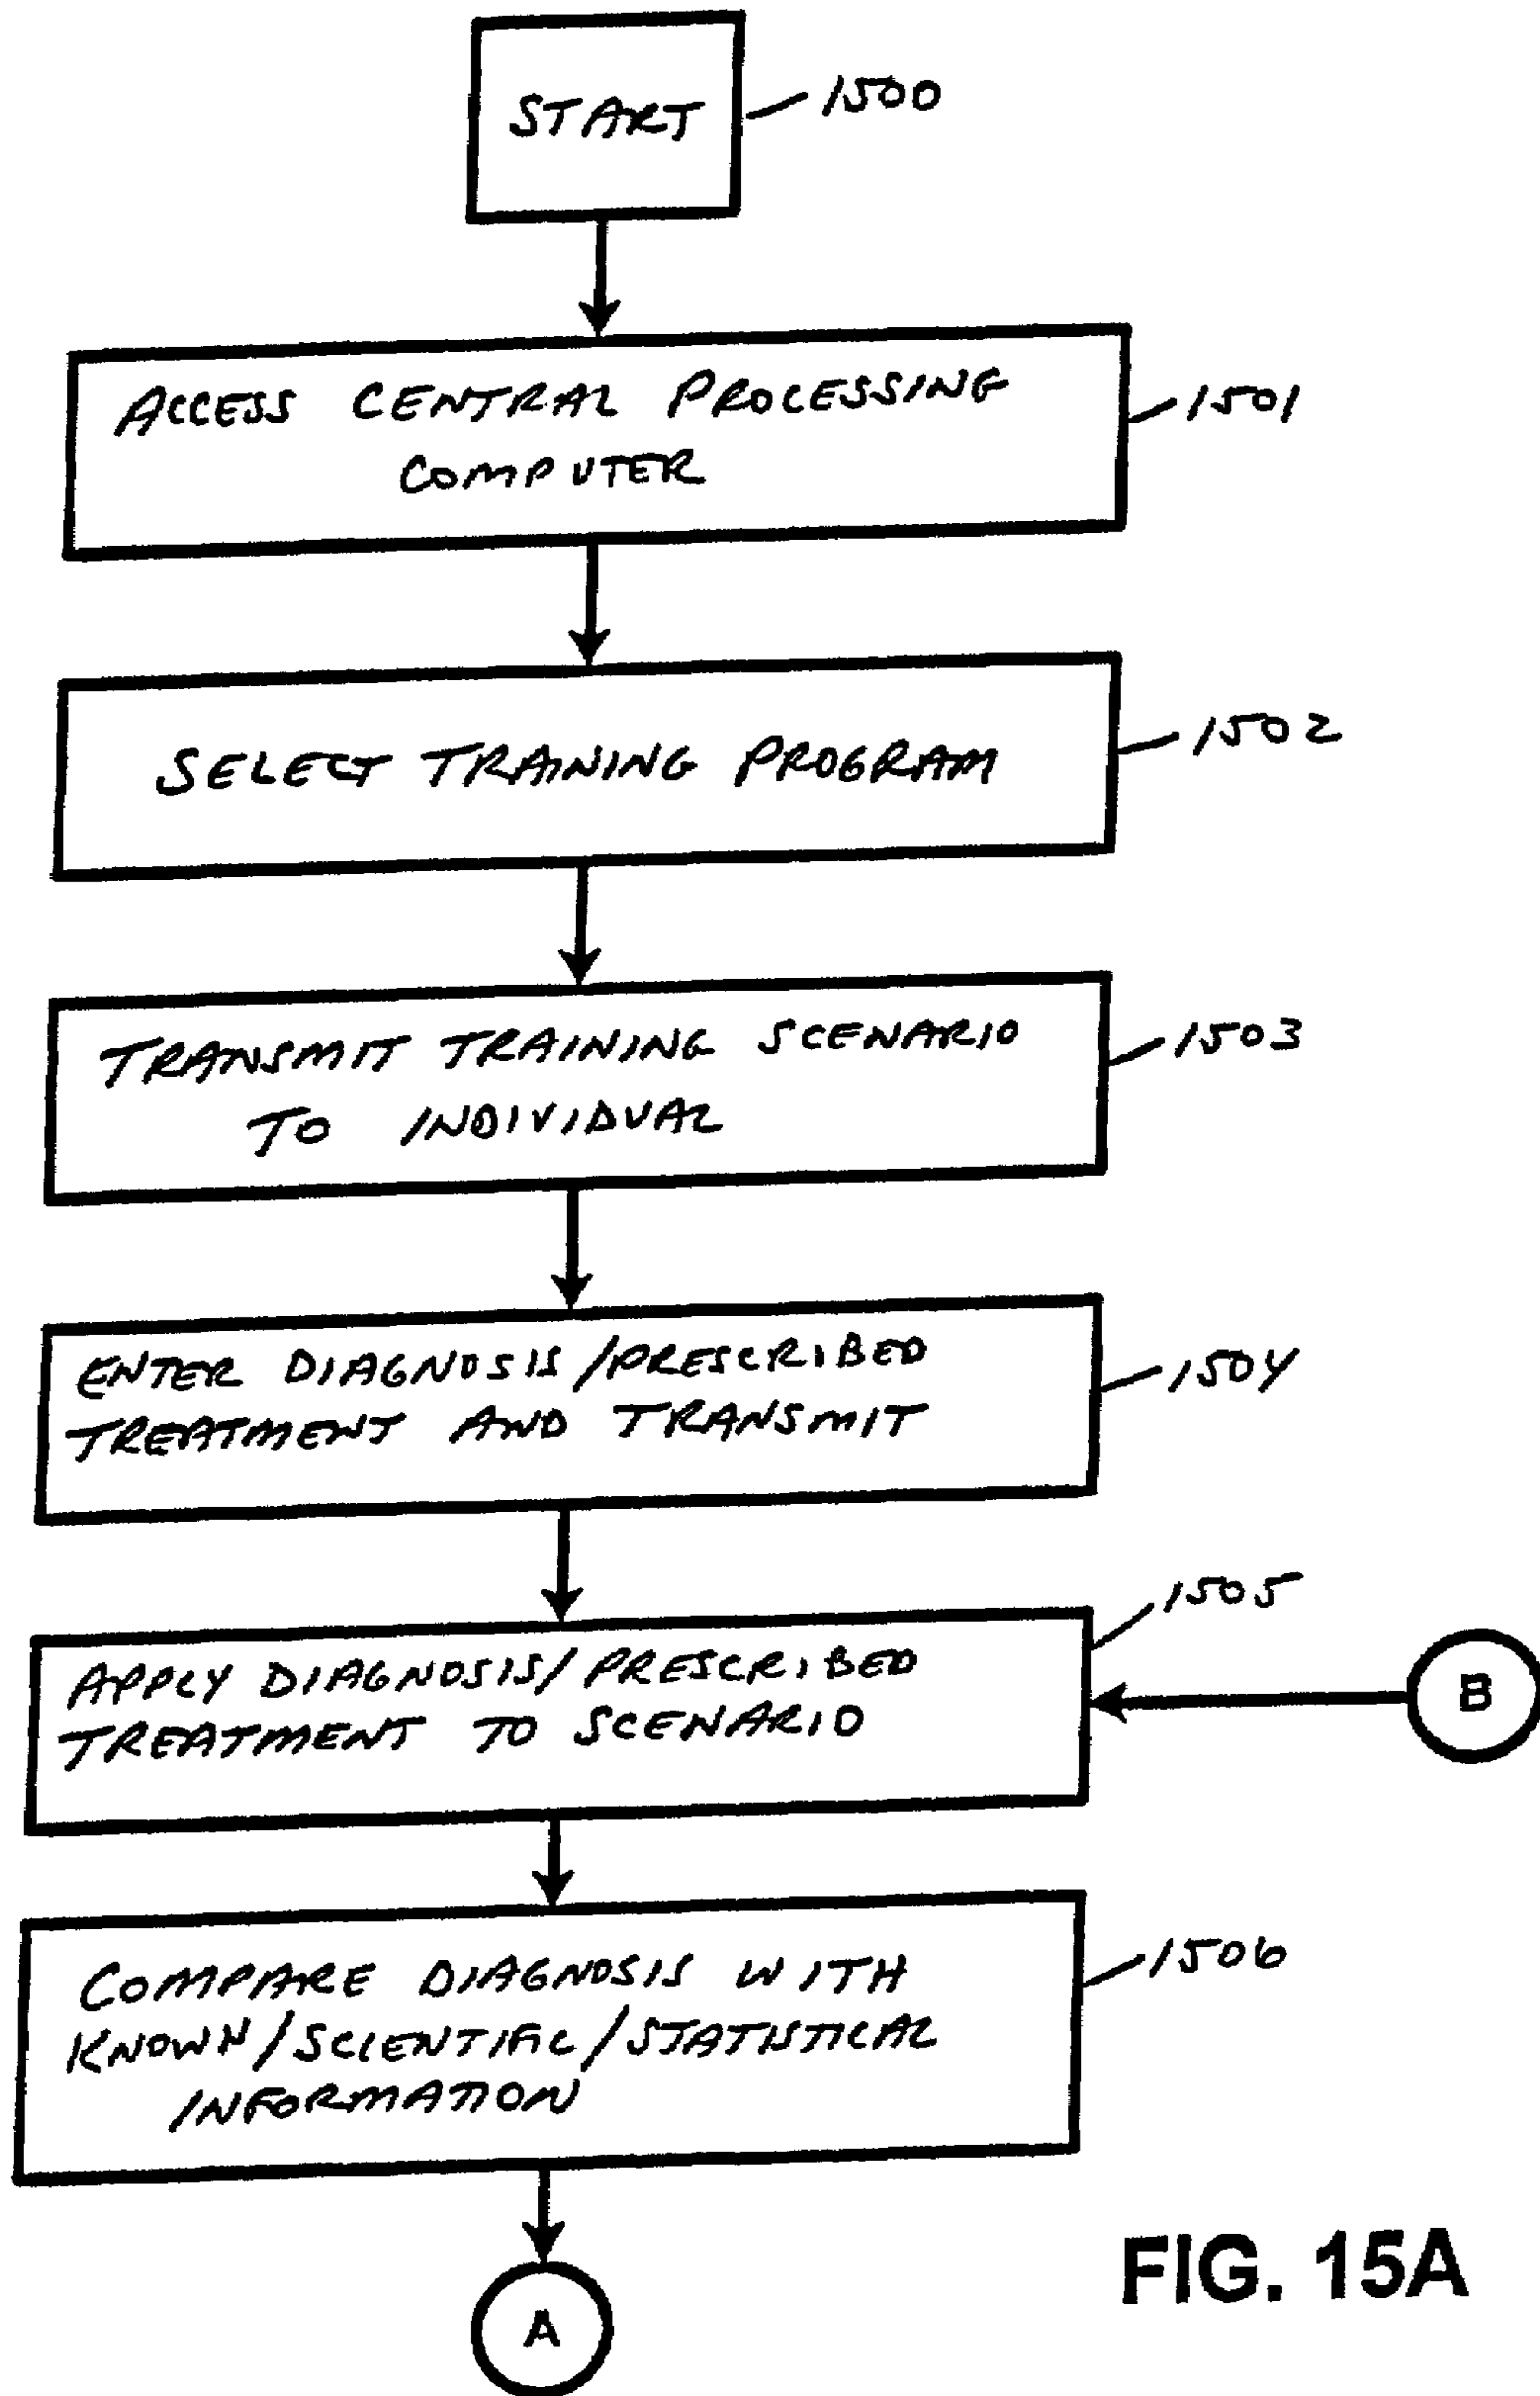 START
1500
ACCESS CENTRAL PROCESSING
COMPUTER
1501
SELECT TRAINING PROGRAM
1502
TRANSMIT TRAINING SCENARIO
TO INDIVIDUAL
1503
ENTER DIAGNOSIS/PRESCRIBED
TREATMENT AND TRANSMIT
1504
APPLY DIAGNOSIS/PRESCRIBED
TREATMENT TO SCENARIO
1505
B
COMPARE DIAGNOSIS WITH
KNOWN/SCIENTIFIC/STATISTICAL
INFORMATION
1506
A
FIG. 15A